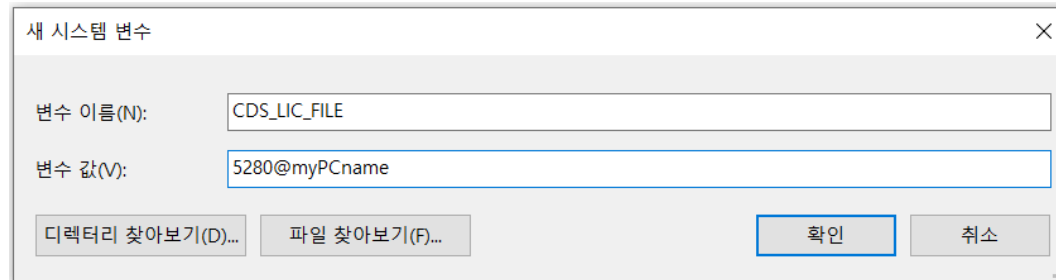 새 시스템 변수
변수 이름(N): CDS_LIC_FILE
변수 값(V): 5280@myPCname
디렉터리 찾아보기(D)... 파일 찾아보기(F)... 확인 취소